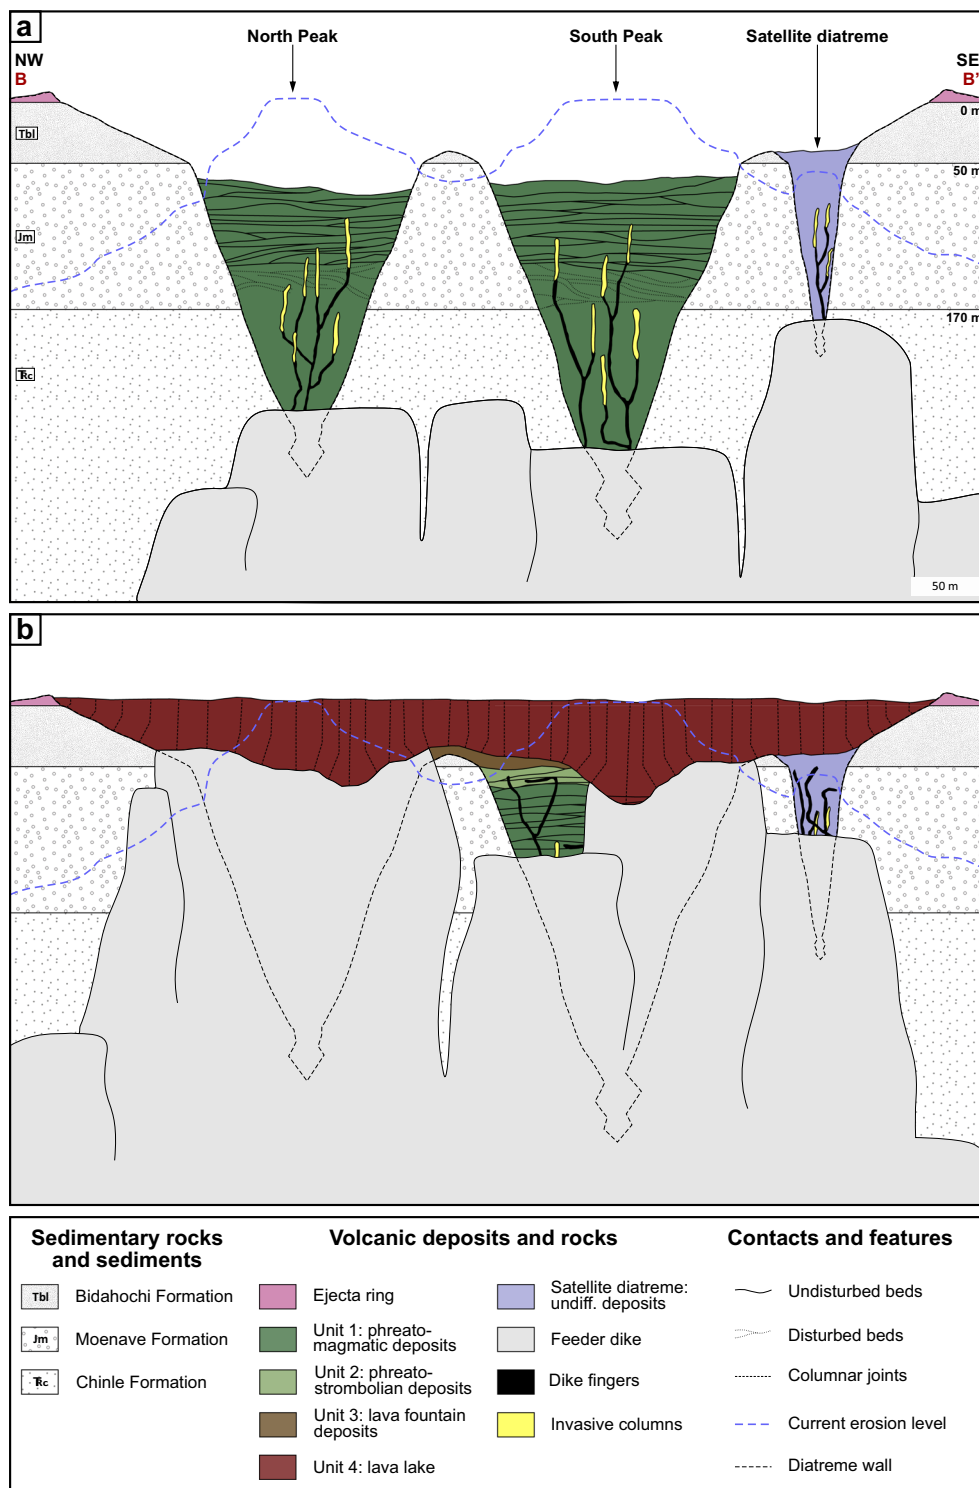 a
North Peak
South Peak
Satellite diatreme
NW
B
SE
B'
0 m
Tbl
50 m
Jm
170 m
Ƭc
50 m
b
Sedimentary rocks
and sediments
Tbl
Bidahochi Formation
Jm
Moenave Formation
Chinle Formation
Volcanic deposits and rocks
Ejecta ring
Unit 1: phreato-
magmatic deposits
Unit 2: phreato-
strombolian deposits
Unit 3: lava fountain
deposits
Unit 4: lava lake
Satellite diatreme:
undiff. deposits
Feeder dike
Dike fingers
Invasive columns
Contacts and features
Undisturbed beds
Disturbed beds
Columnar joints
Current erosion level
Diatreme wall